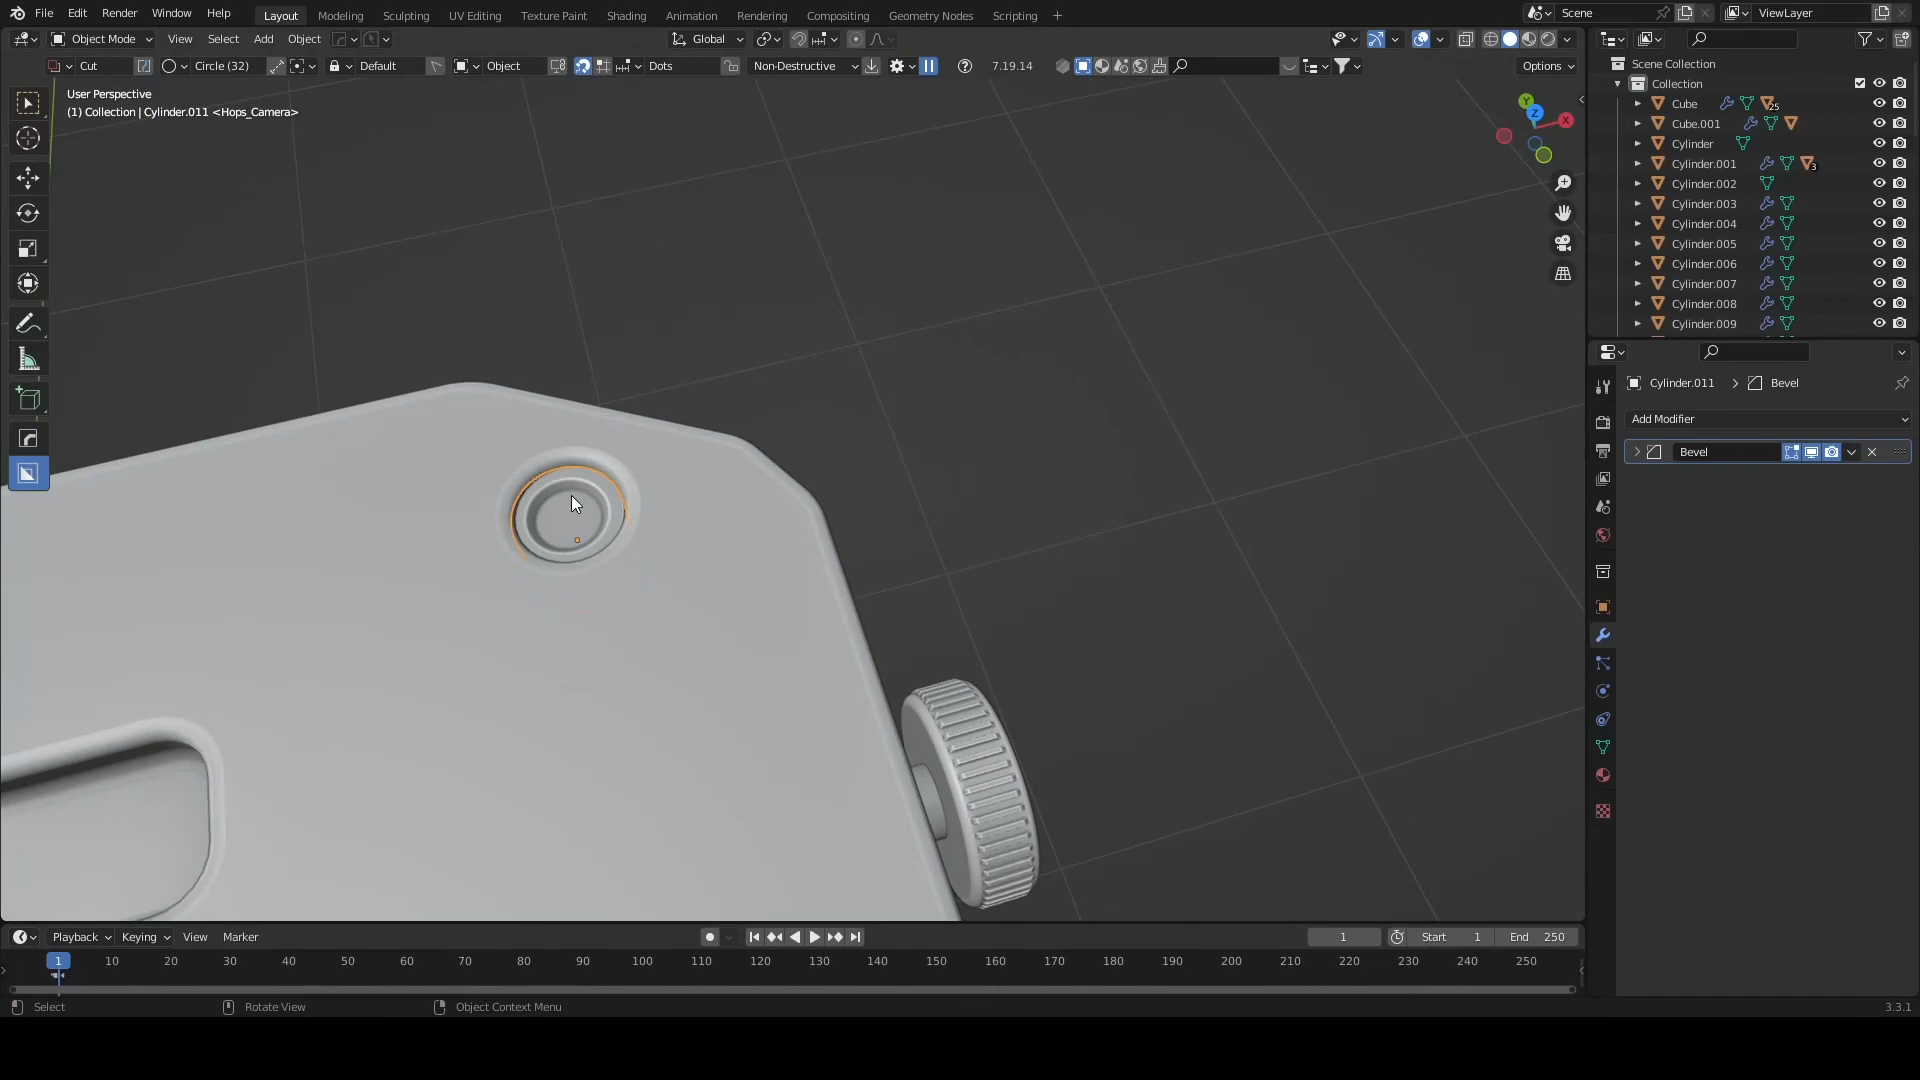 File Edit Render Window Help Layout Modeling Sculpting UV Editing Texture Paint Shading Animation Rendering Compositing Geometry Nodes Scripting + Scene ViewLayer
Object Mode View Select Add Object Global
Cut Circle (32) Default Object Dots Non-Destructive 7.19.14 Options
User Perspective
(1) Collection | Cylinder.011 <Hops_Camera>
Y
Z
X
Scene Collection
Collection
Cube 25
Cube.001
Cylinder
Cylinder.001 3
Cylinder.002
Cylinder.003
Cylinder.004
Cylinder.005
Cylinder.006
Cylinder.007
Cylinder.008
Cylinder.009
Cylinder.011 > Bevel
Add Modifier
Bevel
Playback Keying View Marker 1 Start 1 End 250
1 10 20 30 40 50 60 70 80 90 100 110 120 130 140 150 160 170 180 190 200 210 220 230 240 250
Select Rotate View Object Context Menu 3.3.1